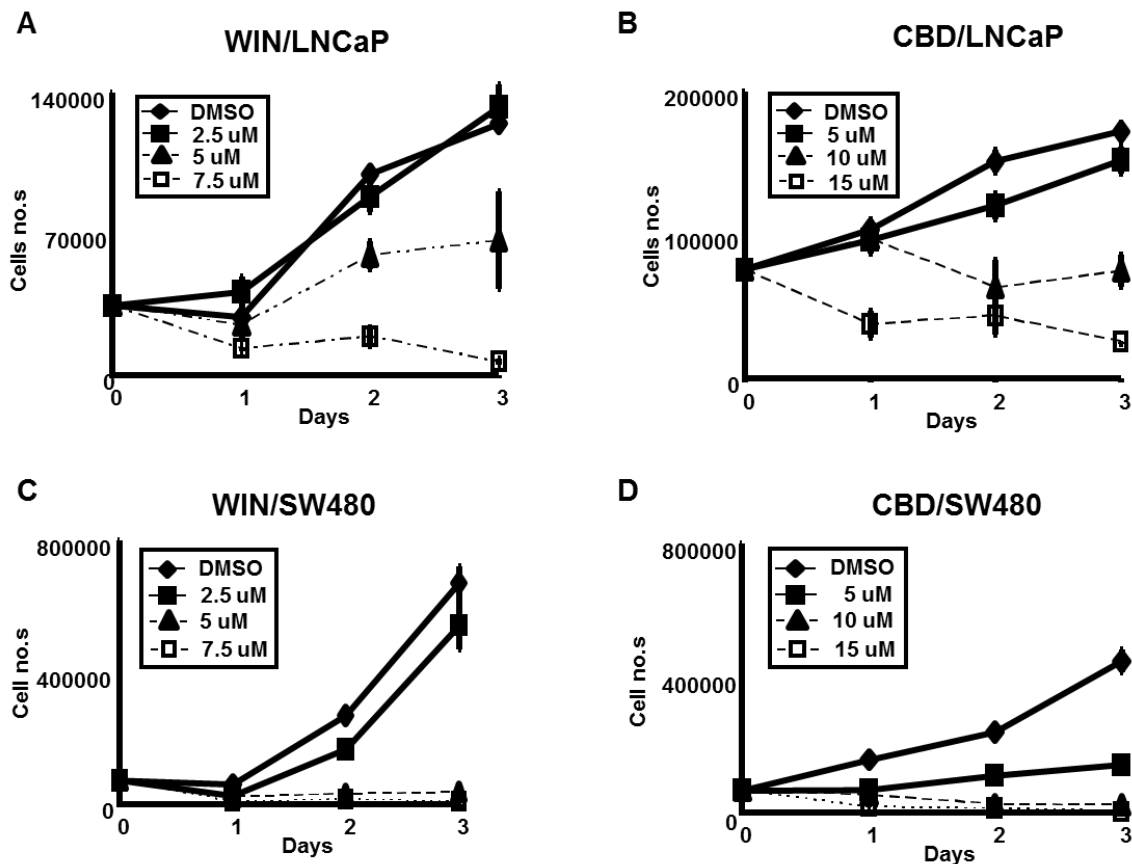 A
WIN/LNCaP
140000
70000
0
Cells no.s
DMSO
2.5 uM
5 uM
7.5 uM
0 1 2 3
Days
B
CBD/LNCaP
200000
100000
0
Cells no.s
DMSO
5 uM
10 uM
15 uM
0 1 2 3
Days
C
WIN/SW480
800000
400000
0
Cell no.s
DMSO
2.5 uM
5 uM
7.5 uM
0 1 2 3
Days
D
CBD/SW480
800000
400000
0
Cell no.s
DMSO
5 uM
10 uM
15 uM
0 1 2 3
Days